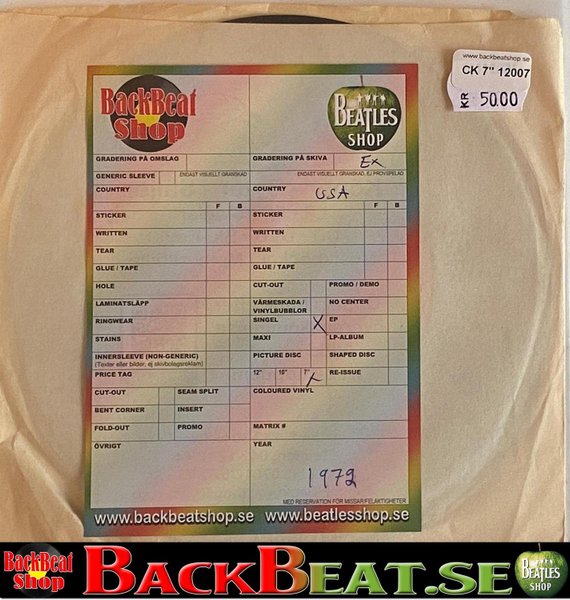 www.backbeatshop.se
CK 7" 12007
KR 50.00
BackBeat
Shop
BEATLES
SHOP
GRADERING PÅ OMSLAG
GRADERING PÅ SKIVA Ex
GENERIC SLEEVE ENDAST VISUELLT GRANSKAD
ENDAST VISUELLT GRANSKAD, EJ PROVSPELAD
COUNTRY
COUNTRY USA
F B
F B
STICKER
STICKER
WRITTEN
WRITTEN
TEAR
TEAR
GLUE / TAPE
GLUE / TAPE
HOLE
CUT-OUT PROMO / DEMO
LAMINATSLÄPP
VÄRMESKADA / NO CENTER
VINYLBUBBLOR
RINGWEAR
SINGEL X EP
STAINS
MAXI LP-ALBUM
INNERSLEEVE (NON-GENERIC)
(Texter eller bilder, ej skivbolagsreklam)
PICTURE DISC SHAPED DISC
PRICE TAG
12" 10" 7" X RE-ISSUE
CUT-OUT SEAM SPLIT
COLOURED VINYL
BENT CORNER INSERT
FOLD-OUT PROMO
MATRIX #
ÖVRIGT
YEAR
1972
MED RESERVATION FÖR MISSAR/FELAKTIGHETER
www.backbeatshop.se www.beatlesshop.se
BackBeat
Shop
BACKBEAT.SE
BEATLES
SHOP